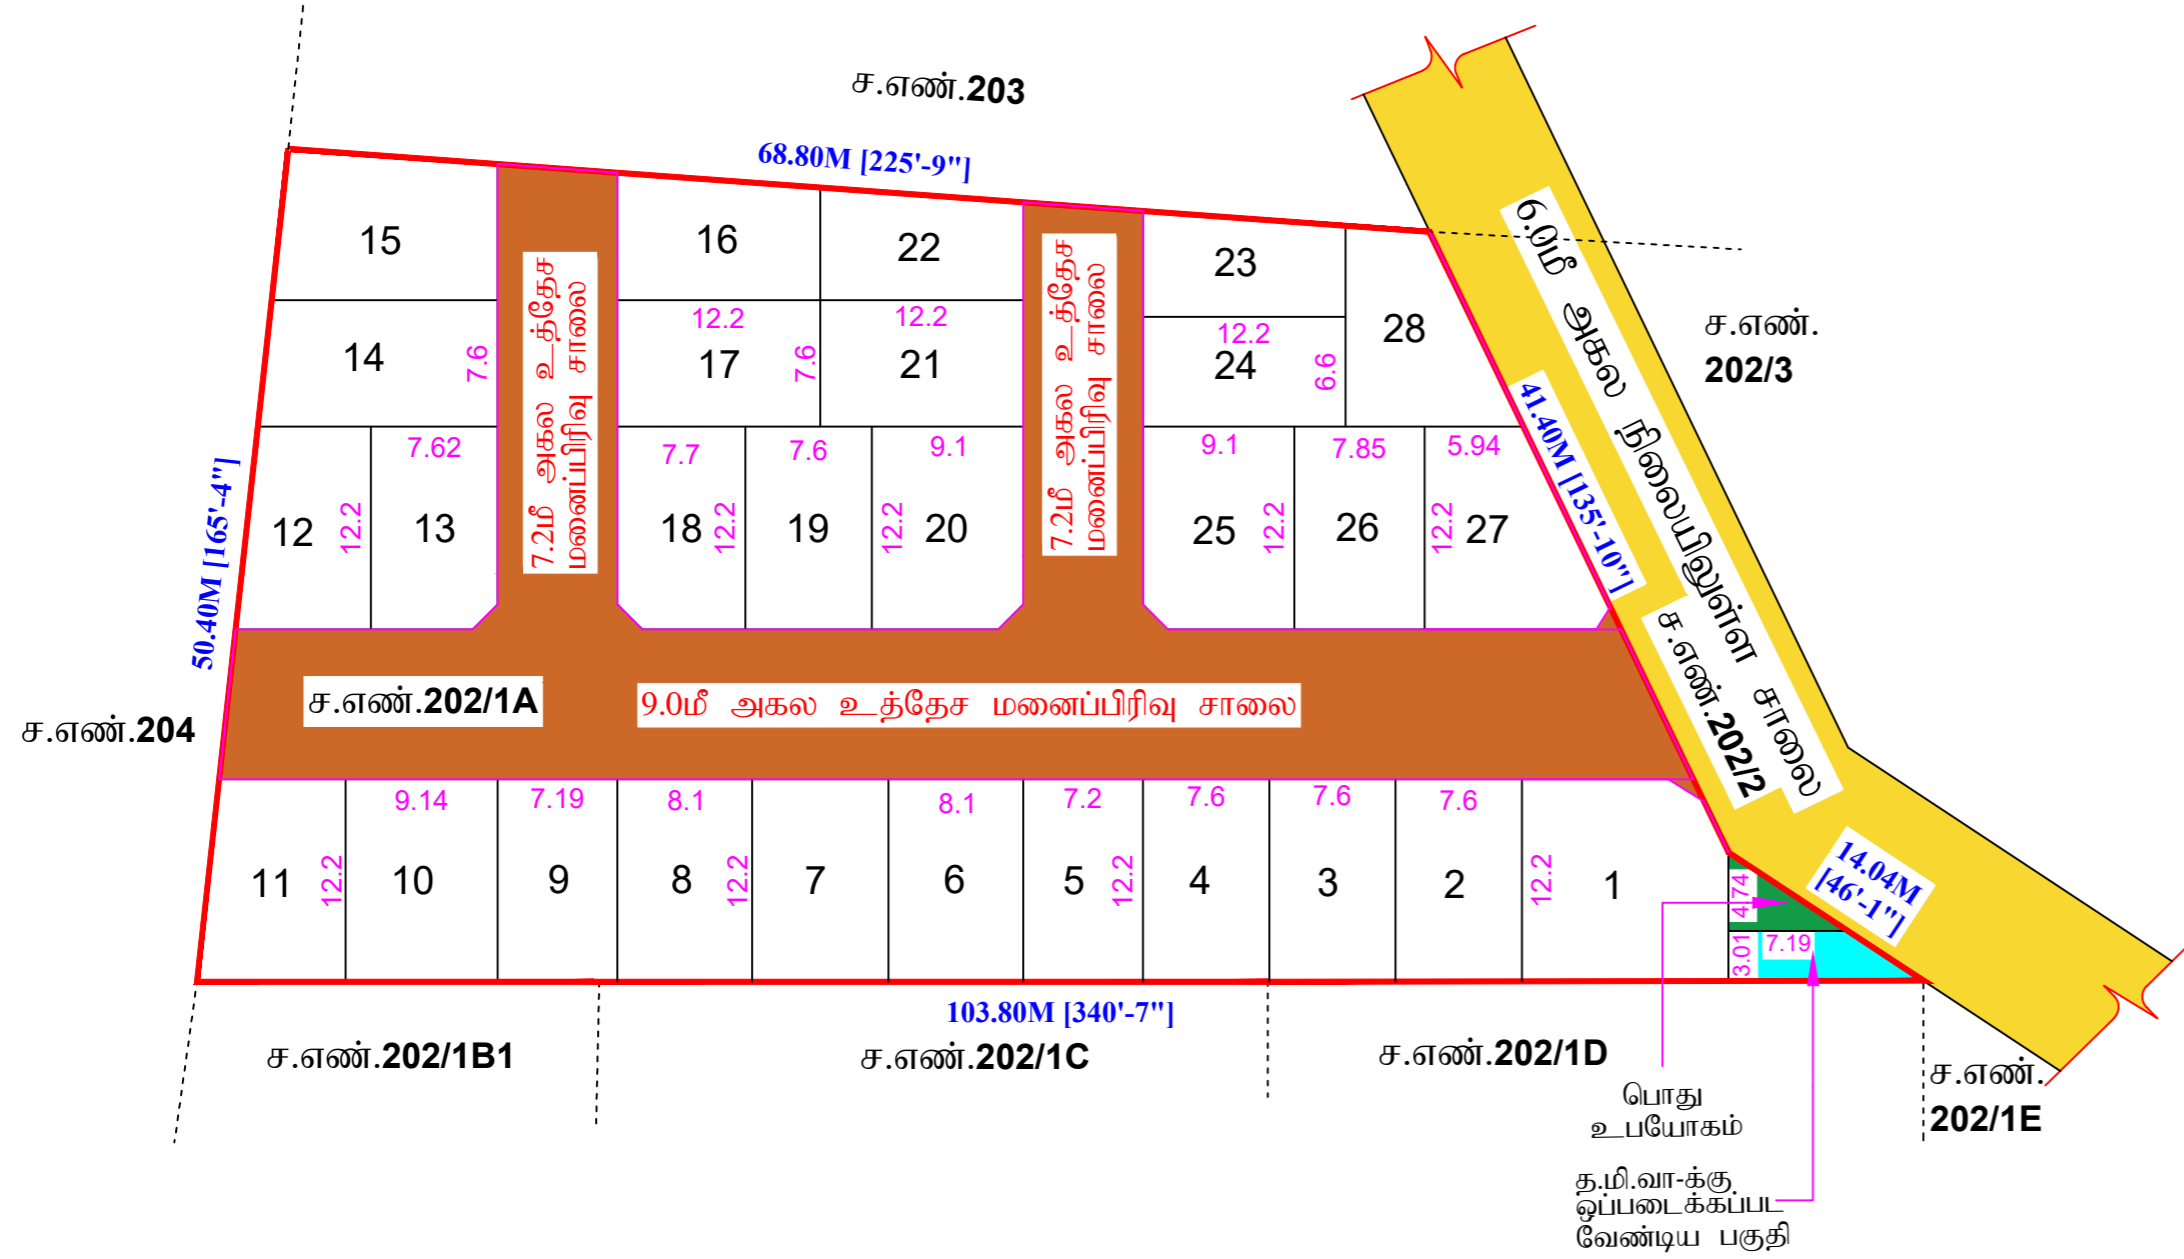 ச.எண்.203
68.80M [225'-9"]
15
16
22
23
28
14
7.6
12.2
17
7.6
12.2
21
12.2
24
6.6
7.2மீ அகல உத்தேச
மனைப்பிரிவு சாலை
7.2மீ அகல உத்தேச
மனைப்பிரிவு சாலை
6.0மீ அகல நிலையிலுள்ள சாலை
ச.எண்.202/2
ச.எண்.
202/3
41.40M [135'-10"]
50.40M [165'-4"]
12
12.2
7.62
13
7.7
18
12.2
7.6
19
12.2
9.1
20
9.1
25
12.2
7.85
26
12.2
5.94
27
ச.எண்.204
ச.எண்.202/1A
9.0மீ அகல உத்தேச மனைப்பிரிவு சாலை
11
12.2
9.14
10
7.19
9
8.1
8
12.2
7
8.1
6
7.2
5
12.2
7.6
4
7.6
3
7.6
2
12.2
1
4.74
3.01
7.19
14.04M
[46'-1"]
103.80M [340'-7"]
ச.எண்.202/1B1
ச.எண்.202/1C
ச.எண்.202/1D
ச.எண்.
202/1E
பொது
உபயோகம்
த.மி.வா-க்கு
ஒப்படைக்கப்பட
வேண்டிய பகுதி